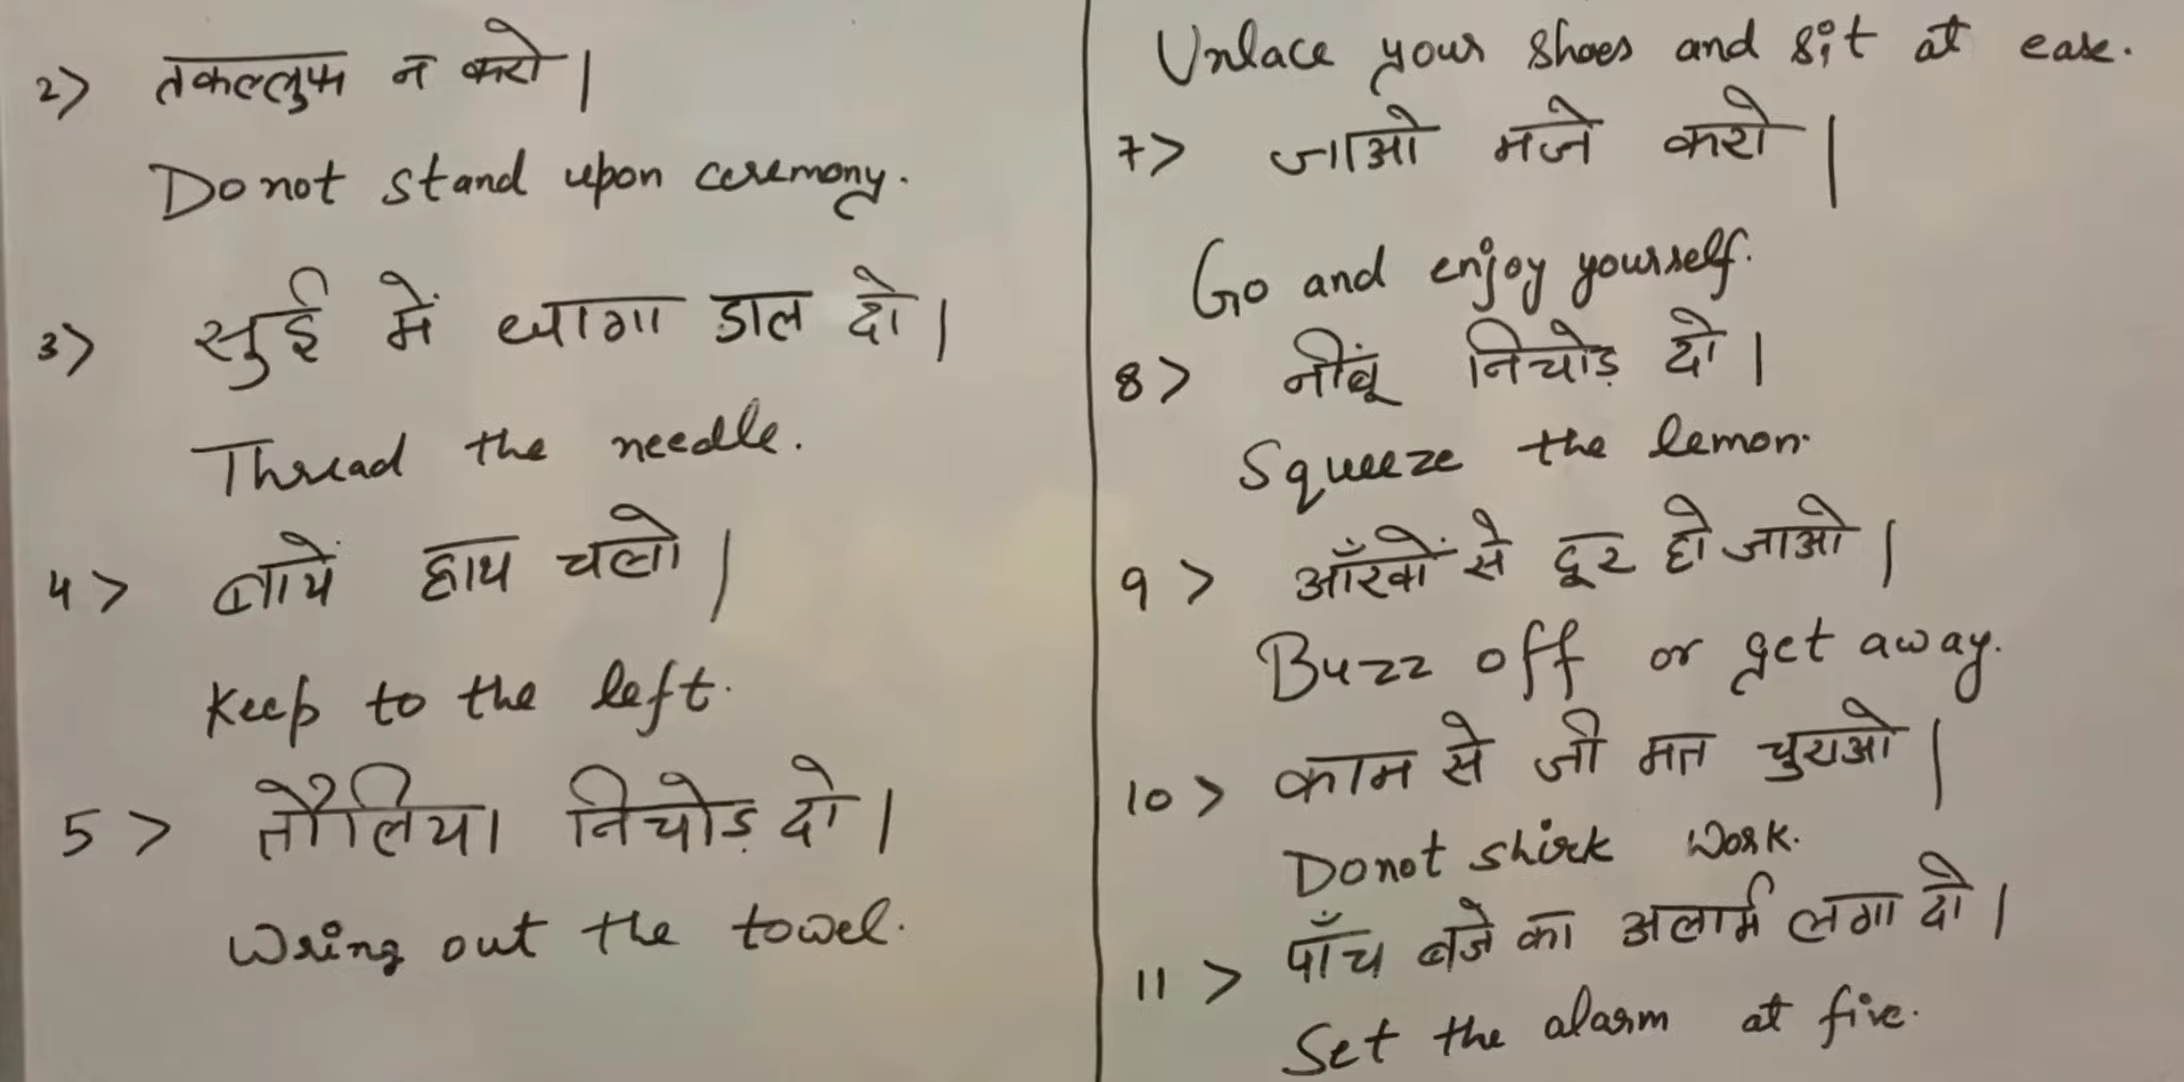 2> तकल्लुफ न करो।
Do not stand upon ceremony.
3> सुई में धागा डाल दो।
Thread the needle.
4> बायें हाथ चलो।
Keep to the left.
5> तौलिया निचोड़ दो।
Wring out the towel.
Unlace your shoes and sit at ease.
7> जाओ मजे करो।
Go and enjoy yourself.
8> नींबू निचोड़ दो।
Squeeze the lemon.
9> आँखों से दूर हो जाओ।
Buzz off or get away.
10> काम से जी मत चुराओ।
Do not shirk work.
11> पाँच बजे का अलार्म लगा दो।
Set the alarm at five.